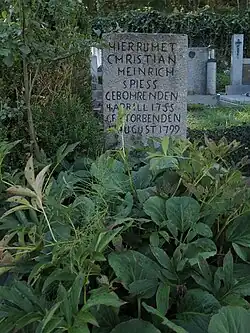 HIER RUHET
CHRISTIAN
HEINRICH
SPIESS
GEBOHREN DEN
4 APRILL 1755
GESTORBEN DEN
AUGUST 1799